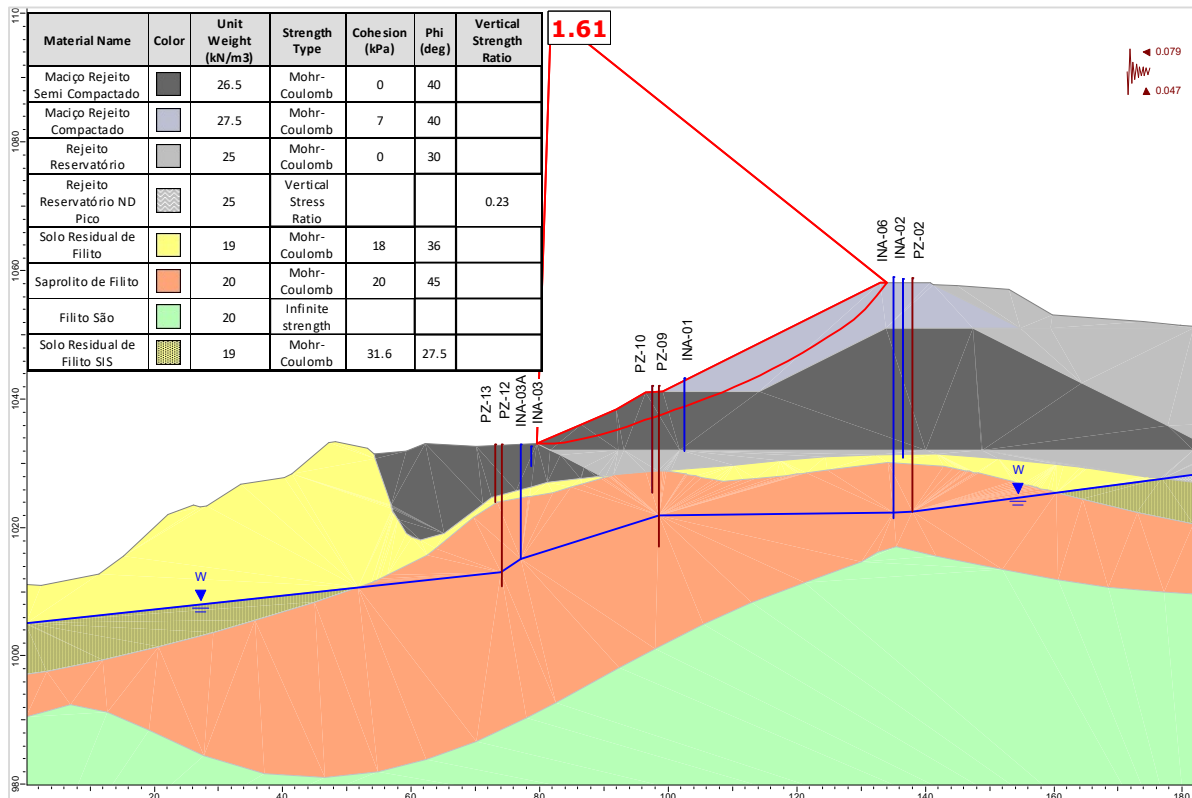 Material Name Color Unit Weight (kN/m3) Strength Type Cohesion (kPa) Phi (deg) Vertical Strength Ratio
Maciço Rejeito Semi Compactado 26.5 Mohr-Coulomb 0 40
Maciço Rejeito Compactado 27.5 Mohr-Coulomb 7 40
Rejeito Reservatório 25 Mohr-Coulomb 0 30
Rejeito Reservatório ND Pico 25 Vertical Stress Ratio 0.23
Solo Residual de Filito 19 Mohr-Coulomb 18 36
Saprolito de Filito 20 Mohr-Coulomb 20 45
Filito São 20 Infinite strength
Solo Residual de Filito SIS 19 Mohr-Coulomb 31.6 27.5
1.61
0.079
0.047
INA-06
INA-02
PZ-02
PZ-10
PZ-09
INA-01
PZ-13
PZ-12
INA-03A
INA-03
W
W
110
1080
1060
1040
1020
1000
980
20 40 60 80 100 120 140 160 180